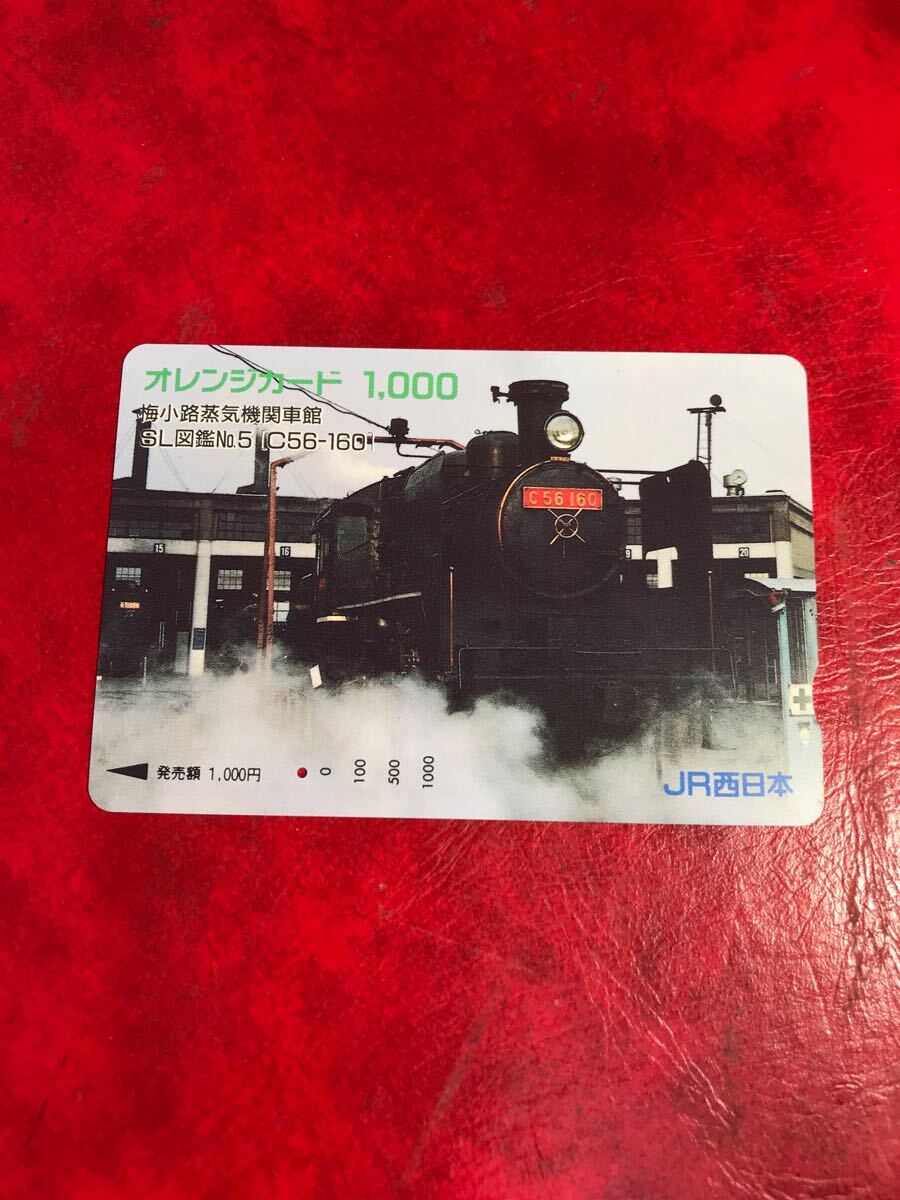 オレンジカード 1,000
梅小路蒸気機関車館
SL図鑑№5 [C56-160]
C56 160
15
16
9
20
発売額 1,000円
0
100
500
1000
JR西日本